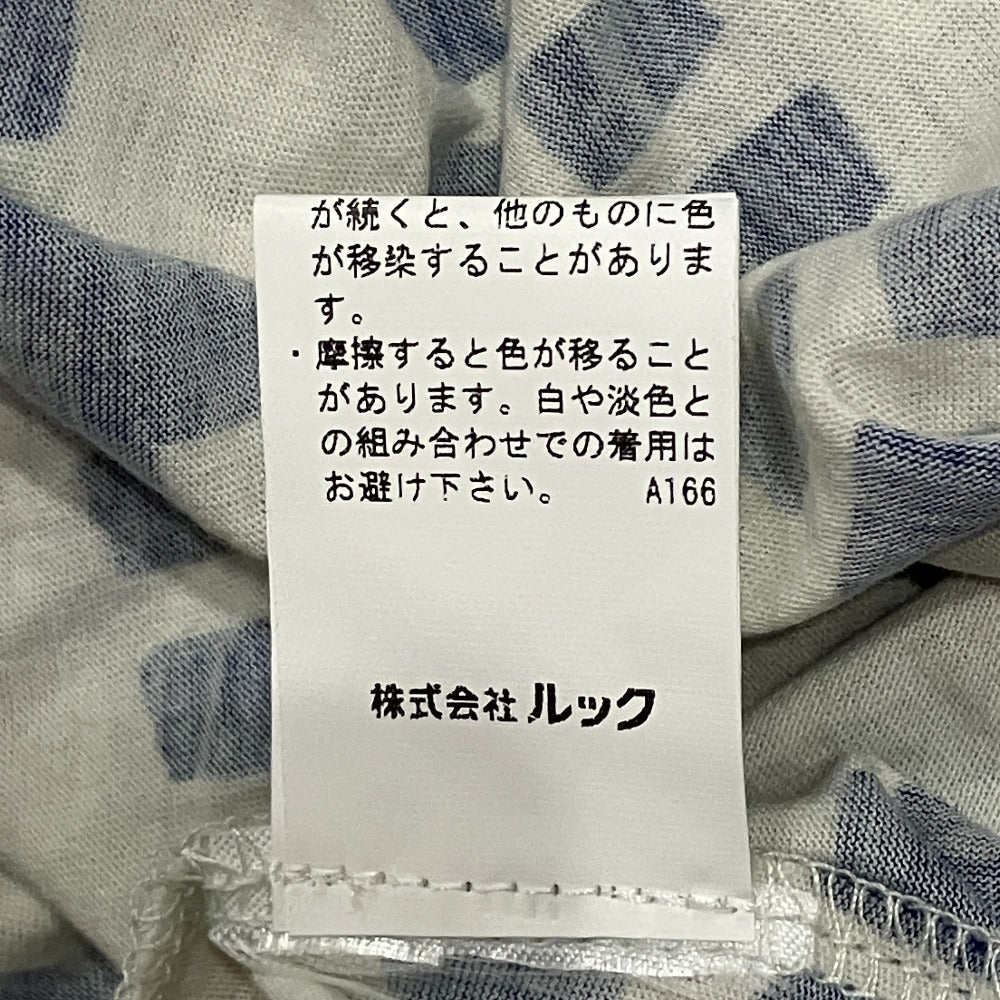 が続くと、他のものに色
が移染することがありま
す。
・摩擦すると色が移ること
があります。白や淡色と
の組み合わせでの着用は
お避け下さい。 A166
株式会社ルック